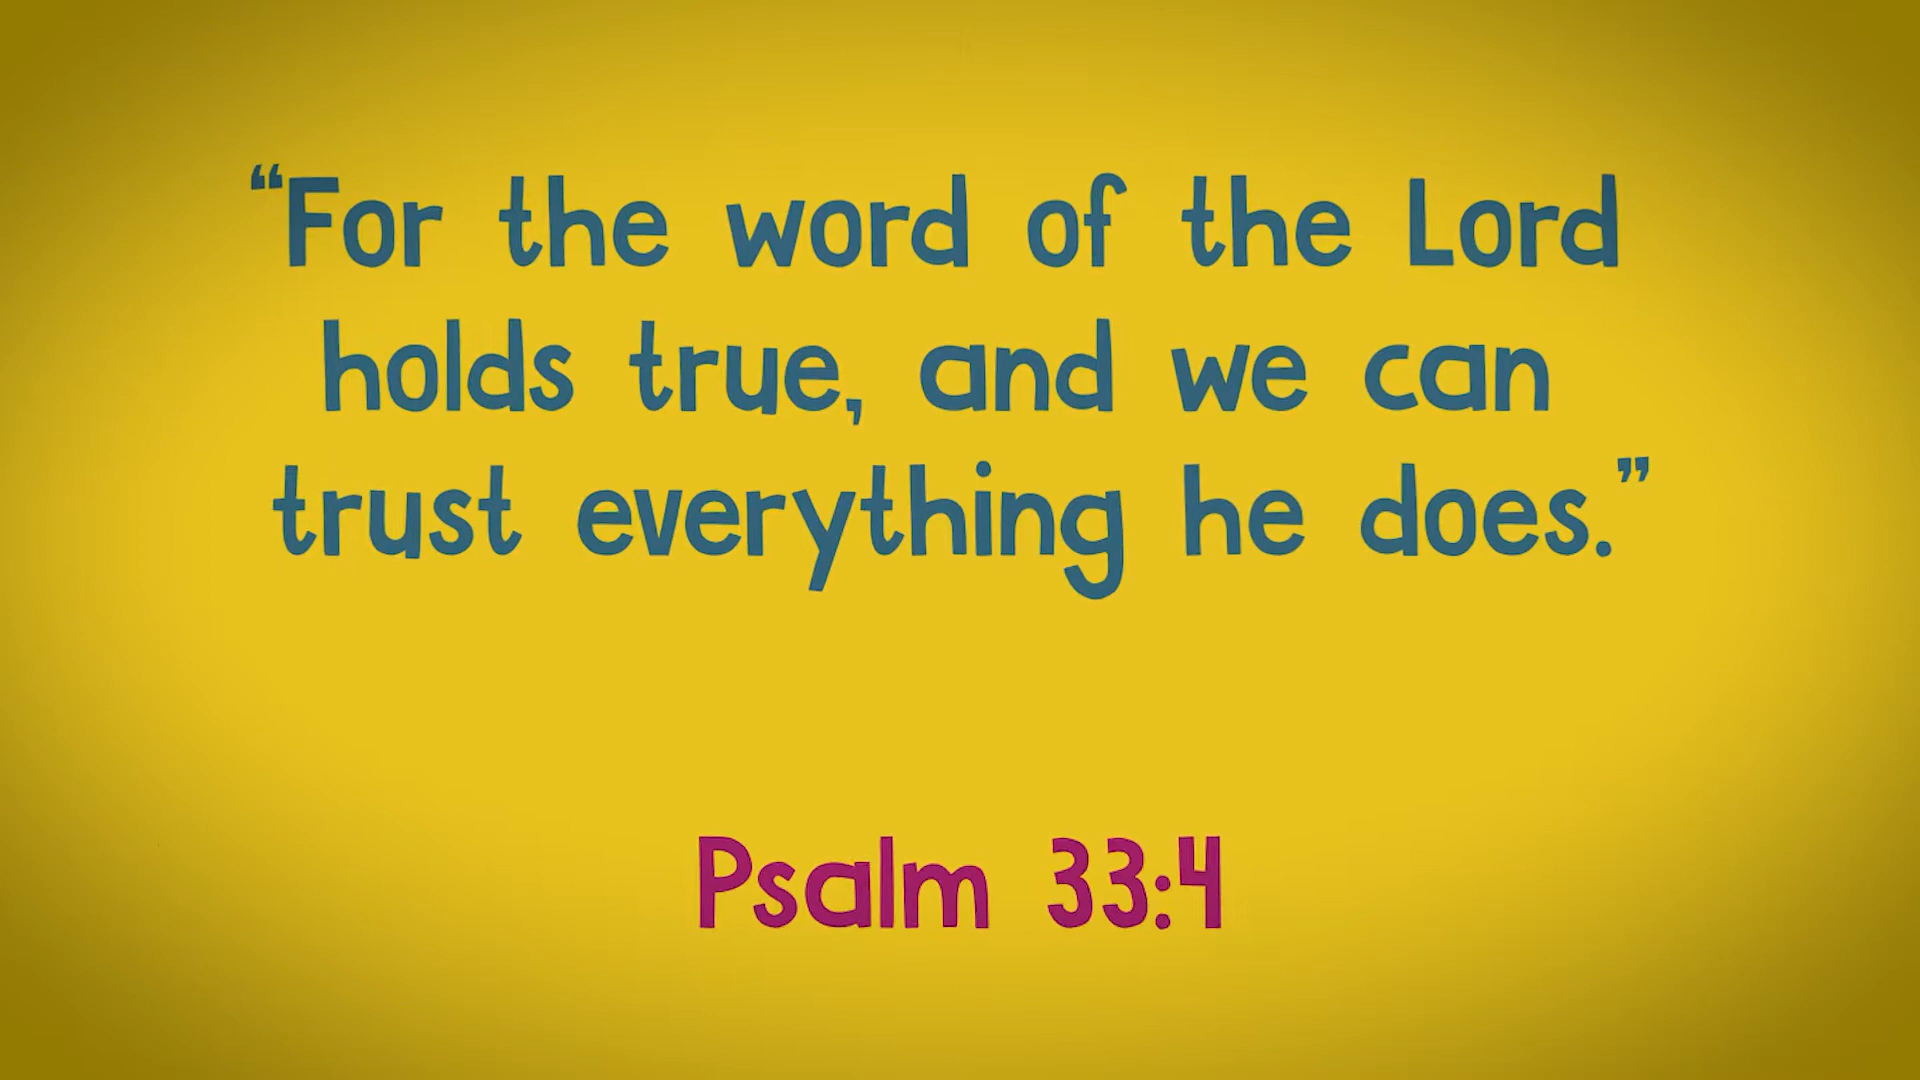 “For the word of the Lord
holds true, and we can
trust everything he does.”
Psalm 33:4